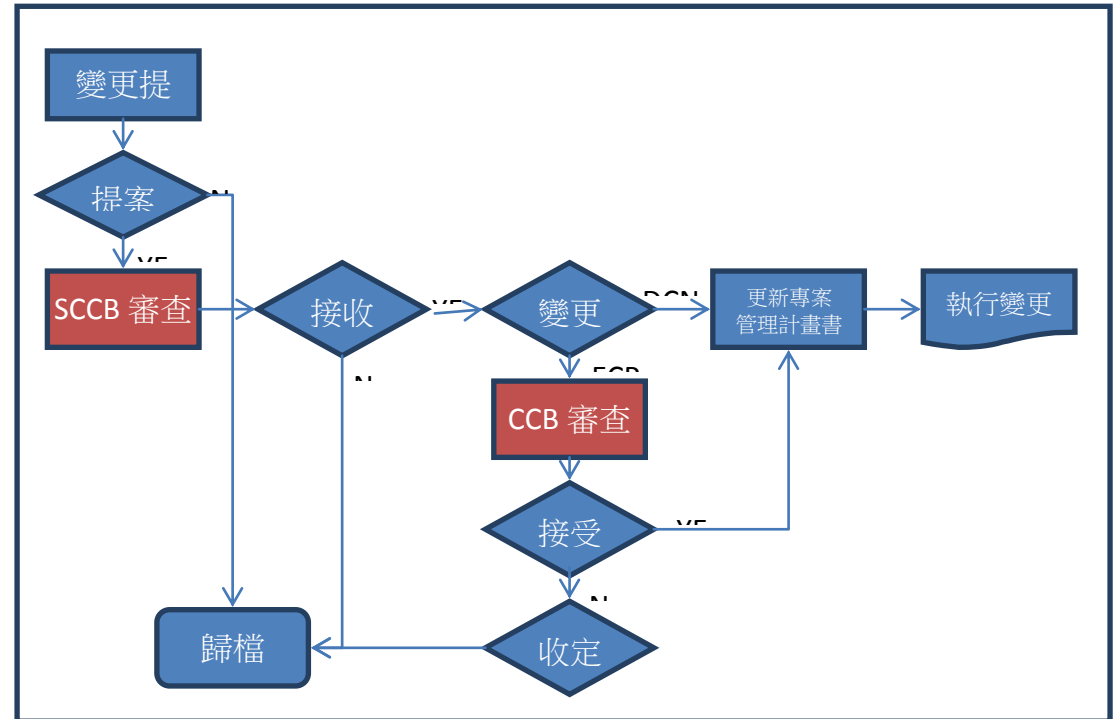 變更提
提案
SCCB 審查
接收
變更
更新專案
管理計畫書
執行變更
CCB 審查
接受
收定
歸檔